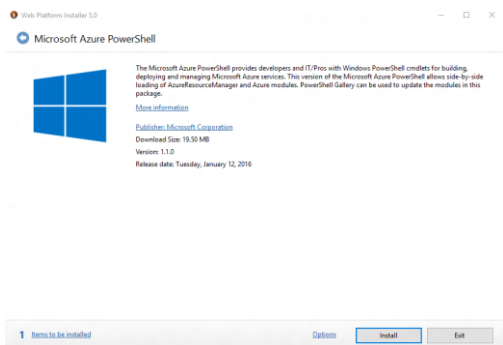 Web Platform Installer 5.0
Microsoft Azure PowerShell
The Microsoft Azure PowerShell provides developers and IT/Pros with Windows PowerShell cmdlets for building,
deploying and managing Microsoft Azure services. This version of the Microsoft Azure PowerShell allows side-by-side
loading of AzureResourceManager and Azure modules. PowerShell Gallery can be used to update the modules in this
package.
More information
Publisher: Microsoft Corporation
Download Size: 19.50 MB
Version: 1.1.0
Release date: Tuesday, January 12, 2016
1 Items to be installed Options Install Exit